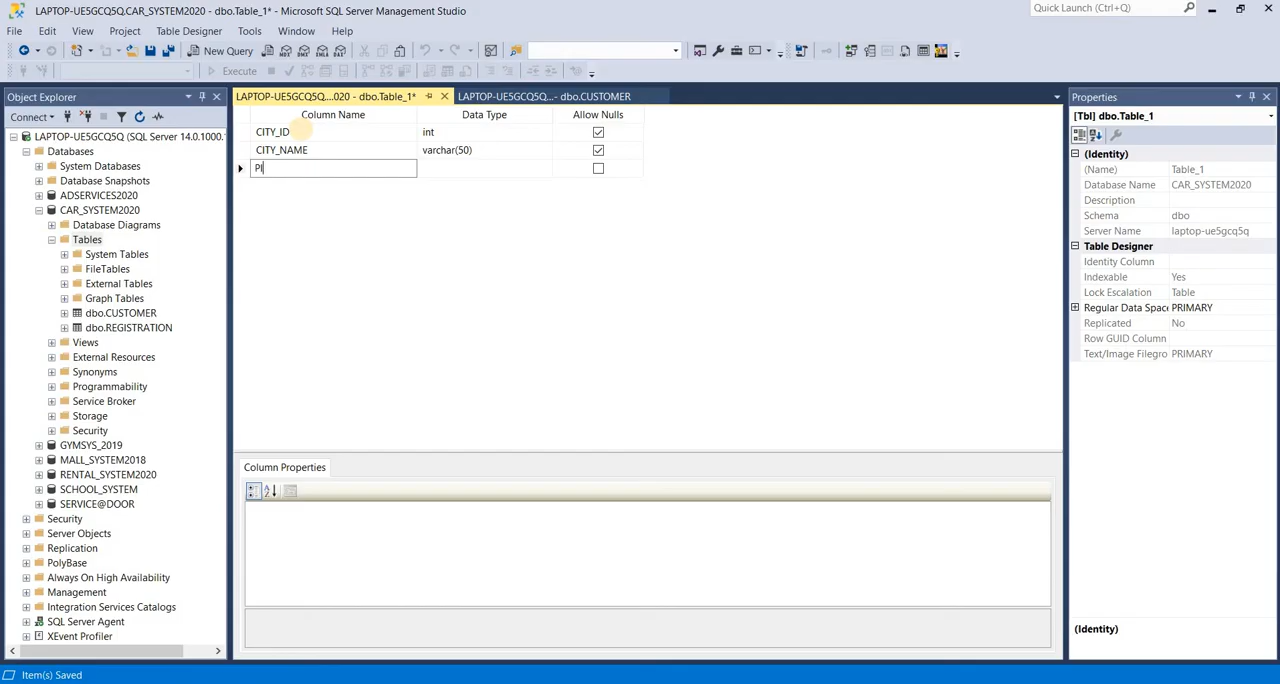 LAPTOP-UE5GCQ5Q.CAR_SYSTEM2020 - dbo.Table_1* - Microsoft SQL Server Management Studio
Quick Launch (Ctrl+Q)
File Edit View Project Table Designer Tools Window Help
New Query
Execute
Object Explorer
LAPTOP-UE5GCQ5Q....020 - dbo.Table_1*
LAPTOP-UE5GCQ5Q...- dbo.CUSTOMER
Properties
Connect
[Tbl] dbo.Table_1
Column Name Data Type Allow Nulls
CITY_ID int
CITY_NAME varchar(50)
PI
LAPTOP-UE5GCQ5Q (SQL Server 14.0.1000.
Databases
System Databases
Database Snapshots
ADSERVICES2020
CAR_SYSTEM2020
Database Diagrams
Tables
System Tables
FileTables
External Tables
Graph Tables
dbo.CUSTOMER
dbo.REGISTRATION
Views
External Resources
Synonyms
Programmability
Service Broker
Storage
Security
GYMSYS_2019
MALL_SYSTEM2018
RENTAL_SYSTEM2020
SCHOOL_SYSTEM
SERVICE@DOOR
Security
Server Objects
Replication
PolyBase
Always On High Availability
Management
Integration Services Catalogs
SQL Server Agent
XEvent Profiler
(Identity)
(Name) Table_1
Database Name CAR_SYSTEM2020
Description
Schema dbo
Server Name laptop-ue5gcq5q
Table Designer
Identity Column
Indexable Yes
Lock Escalation Table
Regular Data Space PRIMARY
Replicated No
Row GUID Column
Text/Image Filegro PRIMARY
Column Properties
(Identity)
Item(s) Saved